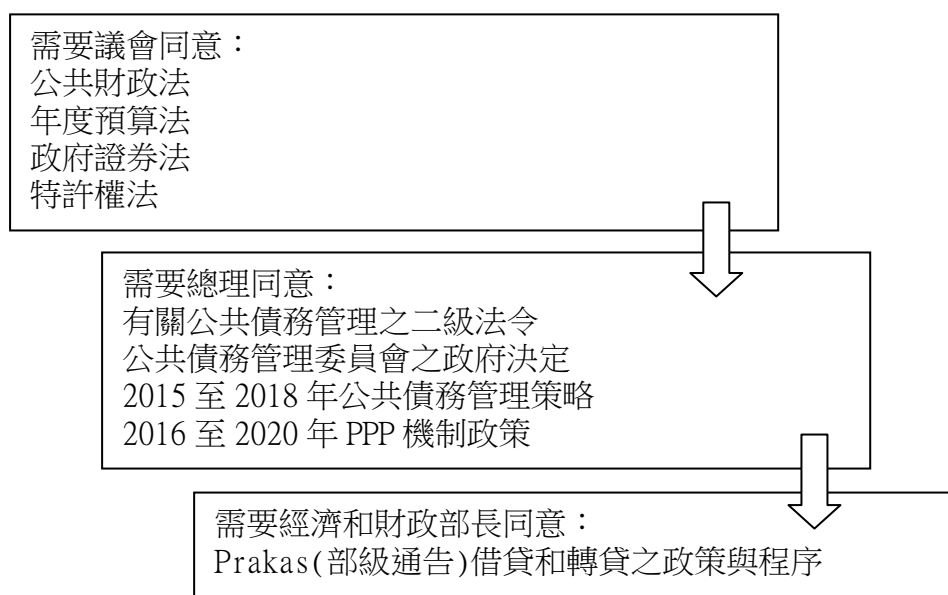 需要議會同意：
公共財政法
年度預算法
政府證券法
特許權法
需要總理同意：
有關公共債務管理之二級法令
公共債務管理委員會之政府決定
2015 至 2018 年公共債務管理策略
2016 至 2020 年 PPP 機制政策
需要經濟和財政部長同意：
Prakas(部級通告)借貸和轉貸之政策與程序